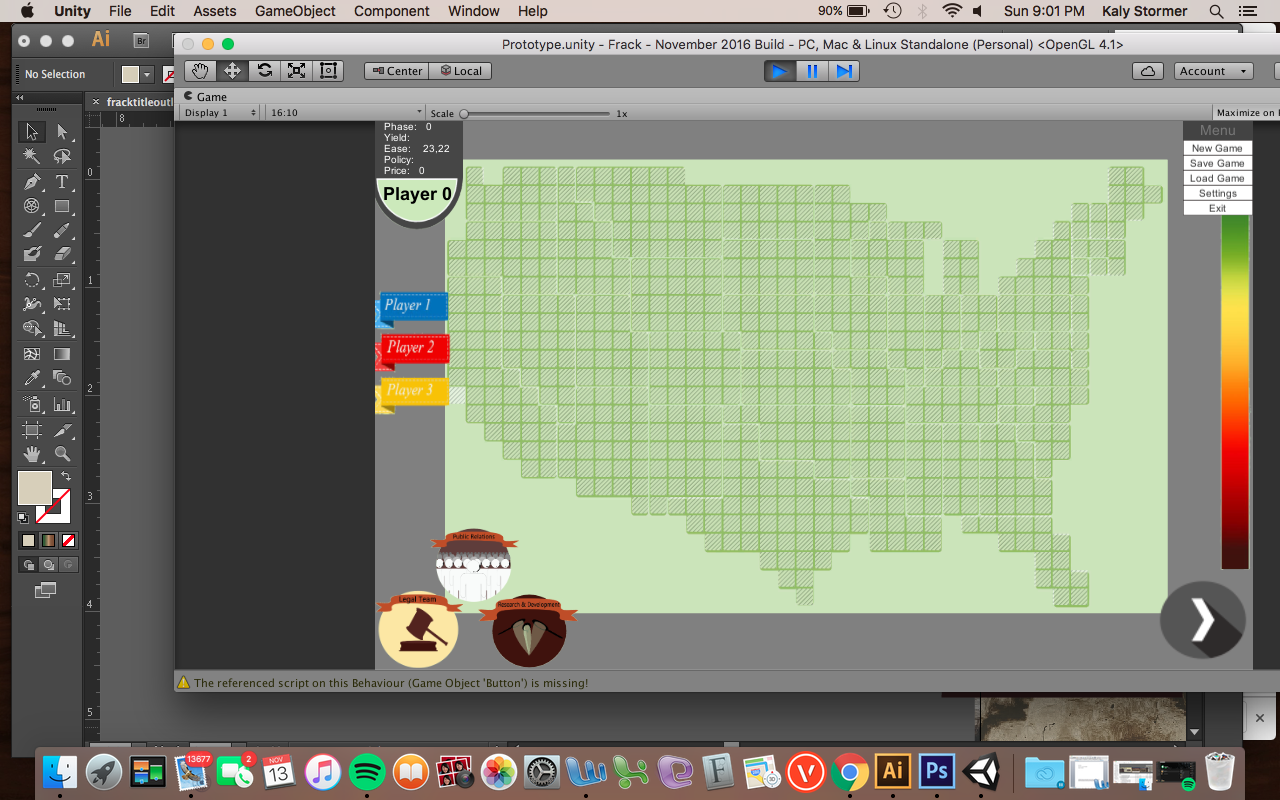 Unity File Edit Assets GameObject Component Window Help 90% Sun 9:01 PM Kaly Stormer
Ai Br
Prototype.unity - Frack - November 2016 Build - PC, Mac & Linux Standalone (Personal) <OpenGL 4.1>
No Selection
Center Local Account
fracktitleoutl
Game
Display 1 16:10 Scale 1x Maximize on
8
0
1
2
3
4
5
T
Phase: 0
Yield:
Ease: 23,22
Policy:
Price: 0
Player 0
Menu
New Game
Save Game
Load Game
Settings
Exit
Player 1
Player 2
Player 3
Public Relations
Legal Team
Research & Development
The referenced script on this Behaviour (Game Object 'Button') is missing!
13677
2
NOV
13
Ai
Ps